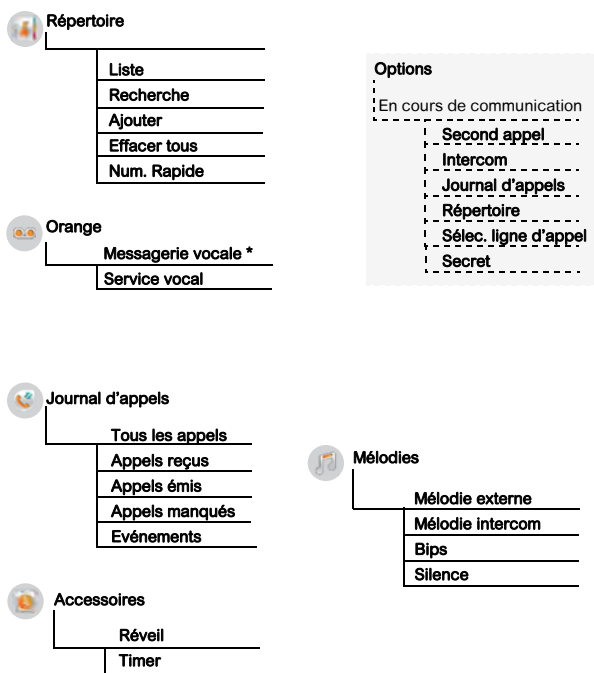 Répertoire
Liste
Recherche
Ajouter
Effacer tous
Num. Rapide
Options
En cours de communication
Second appel
Intercom
Journal d'appels
Répertoire
Sélec. ligne d'appel
Secret
Orange
Messagerie vocale *
Service vocal
Journal d'appels
Tous les appels
Appels reçus
Appels émis
Appels manqués
Evénements
Mélodies
Mélodie externe
Mélodie intercom
Bips
Silence
Accessoires
Réveil
Timer